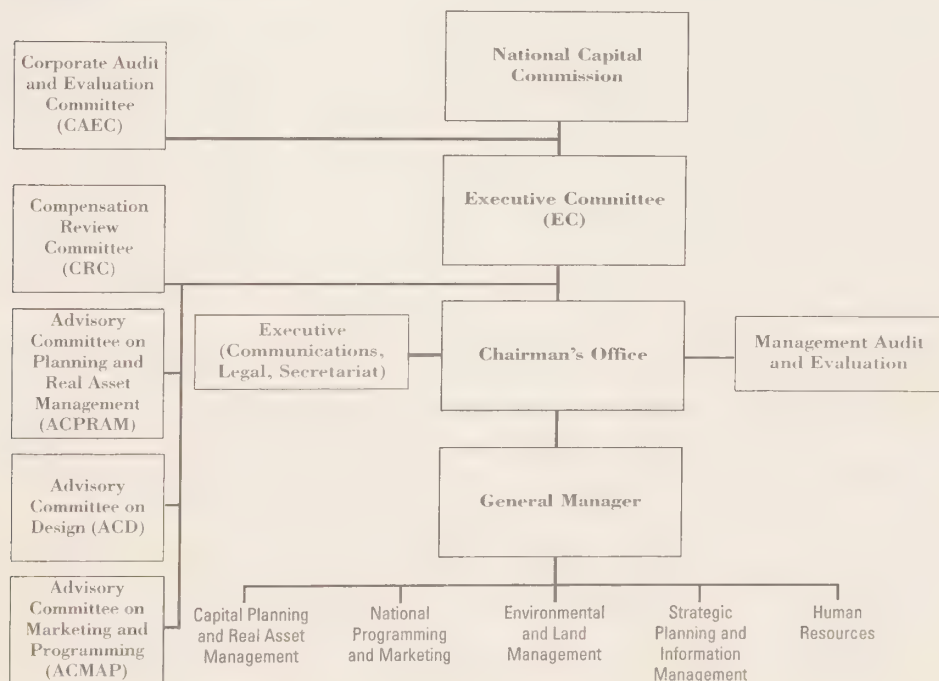 National Capital
Commission
Corporate Audit
and Evaluation
Committee
(CAEC)
Executive Committee
(EC)
Compensation
Review
Committee
(CRC)
Advisory
Committee on
Planning and
Real Asset
Management
(ACPRAM)
Executive
(Communications,
Legal, Secretariat)
Chairman's Office
Management Audit
and Evaluation
Advisory
Committee on
Design (ACD)
General Manager
Advisory
Committee on
Marketing and
Programming
(ACMAP)
Capital Planning
and Real Asset
Management
National
Programming
and Marketing
Environmental
and Land
Management
Strategic
Planning and
Information
Management
Human
Resources